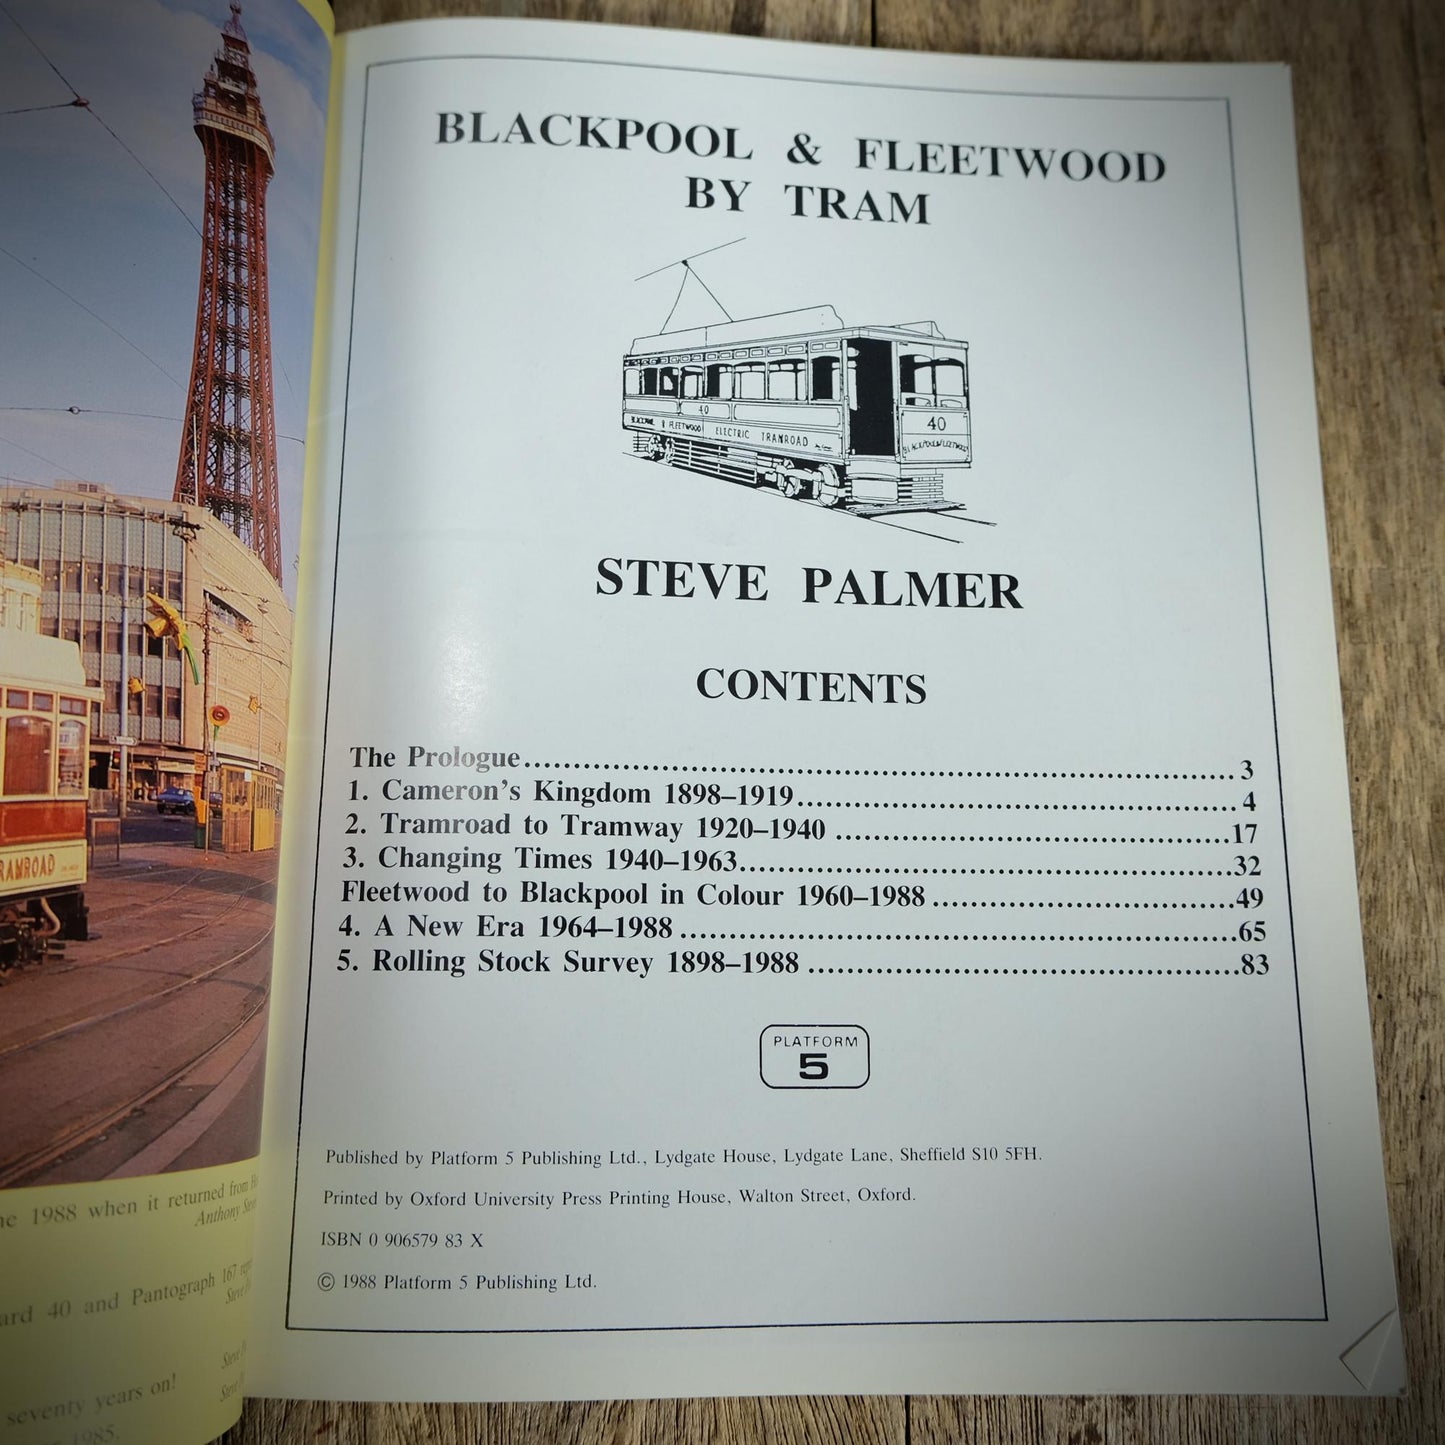 TRAMROAD
1988 when it returned from
Anthony
40 and Pantograph 167
Steve
Steve
seventy years on!
Steve
1985.
BLACKPOOL & FLEETWOOD
BY TRAM
40
BLACKPOOL & FLEETWOOD ELECTRIC TRAMROAD
40
BLACKPOOL & FLEETWOOD
STEVE PALMER
CONTENTS
The Prologue.......................................................................... 3
1. Cameron's Kingdom 1898–1919.............................................. 4
2. Tramroad to Tramway 1920–1940 ..........................................17
3. Changing Times 1940–1963....................................................32
Fleetwood to Blackpool in Colour 1960–1988 ................................49
4. A New Era 1964–1988 ..........................................................65
5. Rolling Stock Survey 1898–1988 .............................................83
PLATFORM
5
Published by Platform 5 Publishing Ltd., Lydgate House, Lydgate Lane, Sheffield S10 5FH.
Printed by Oxford University Press Printing House, Walton Street, Oxford.
ISBN 0 906579 83 X
© 1988 Platform 5 Publishing Ltd.